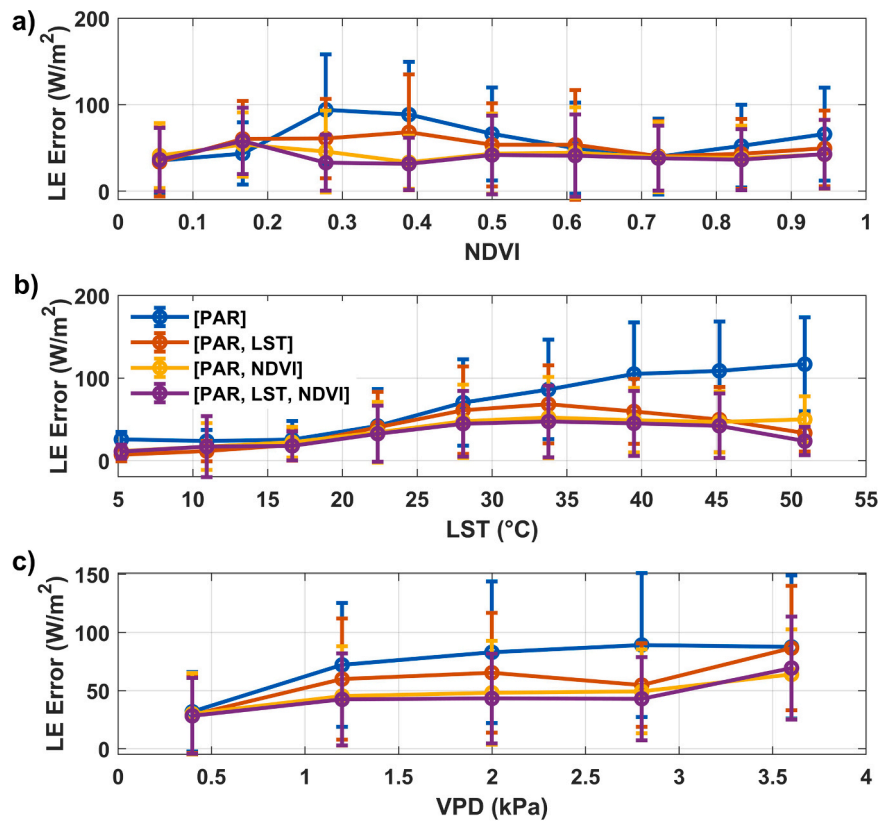 a)
200
100
0
LE Error (W/m²)
0 0.1 0.2 0.3 0.4 0.5 0.6 0.7 0.8 0.9 1
NDVI
b)
200
100
0
LE Error (W/m²)
[PAR]
[PAR, LST]
[PAR, NDVI]
[PAR, LST, NDVI]
5 10 15 20 25 30 35 40 45 50 55
LST (°C)
c)
150
100
50
0
LE Error (W/m²)
0 0.5 1 1.5 2 2.5 3 3.5 4
VPD (kPa)